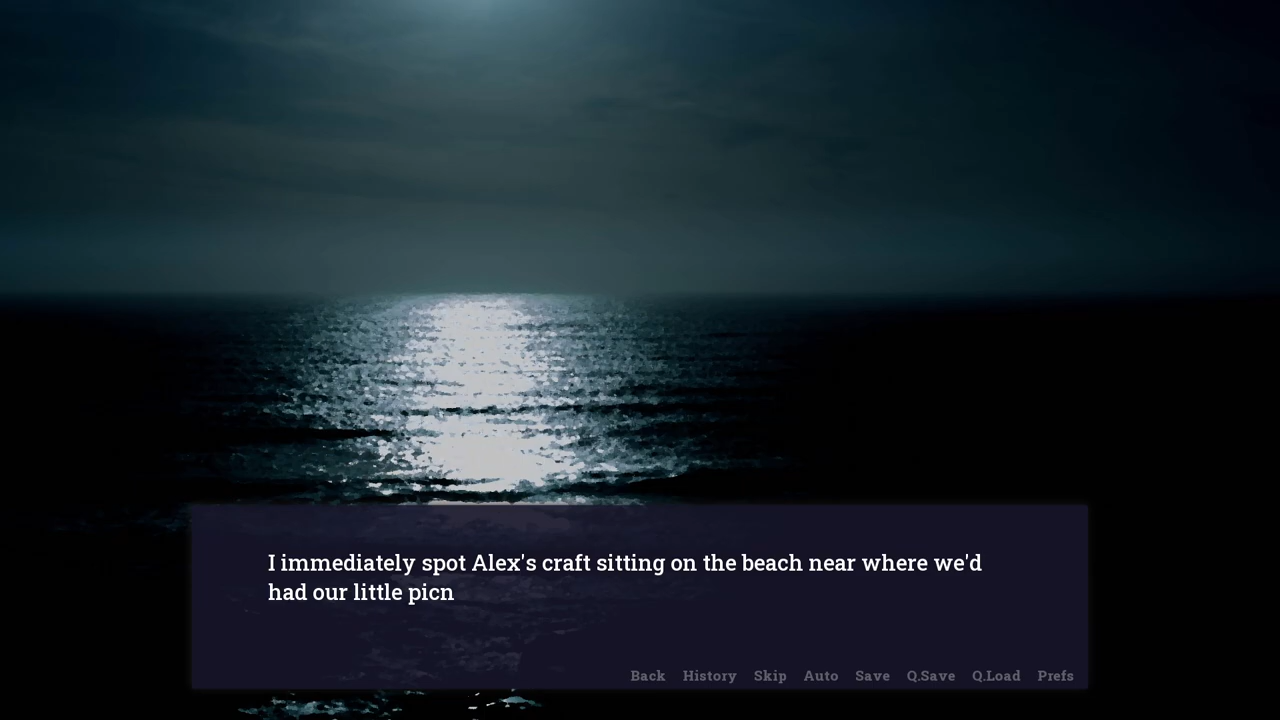 I immediately spot Alex's craft sitting on the beach near where we'd
had our little picn
Back History Skip Auto Save Q.Save Q.Load Prefs